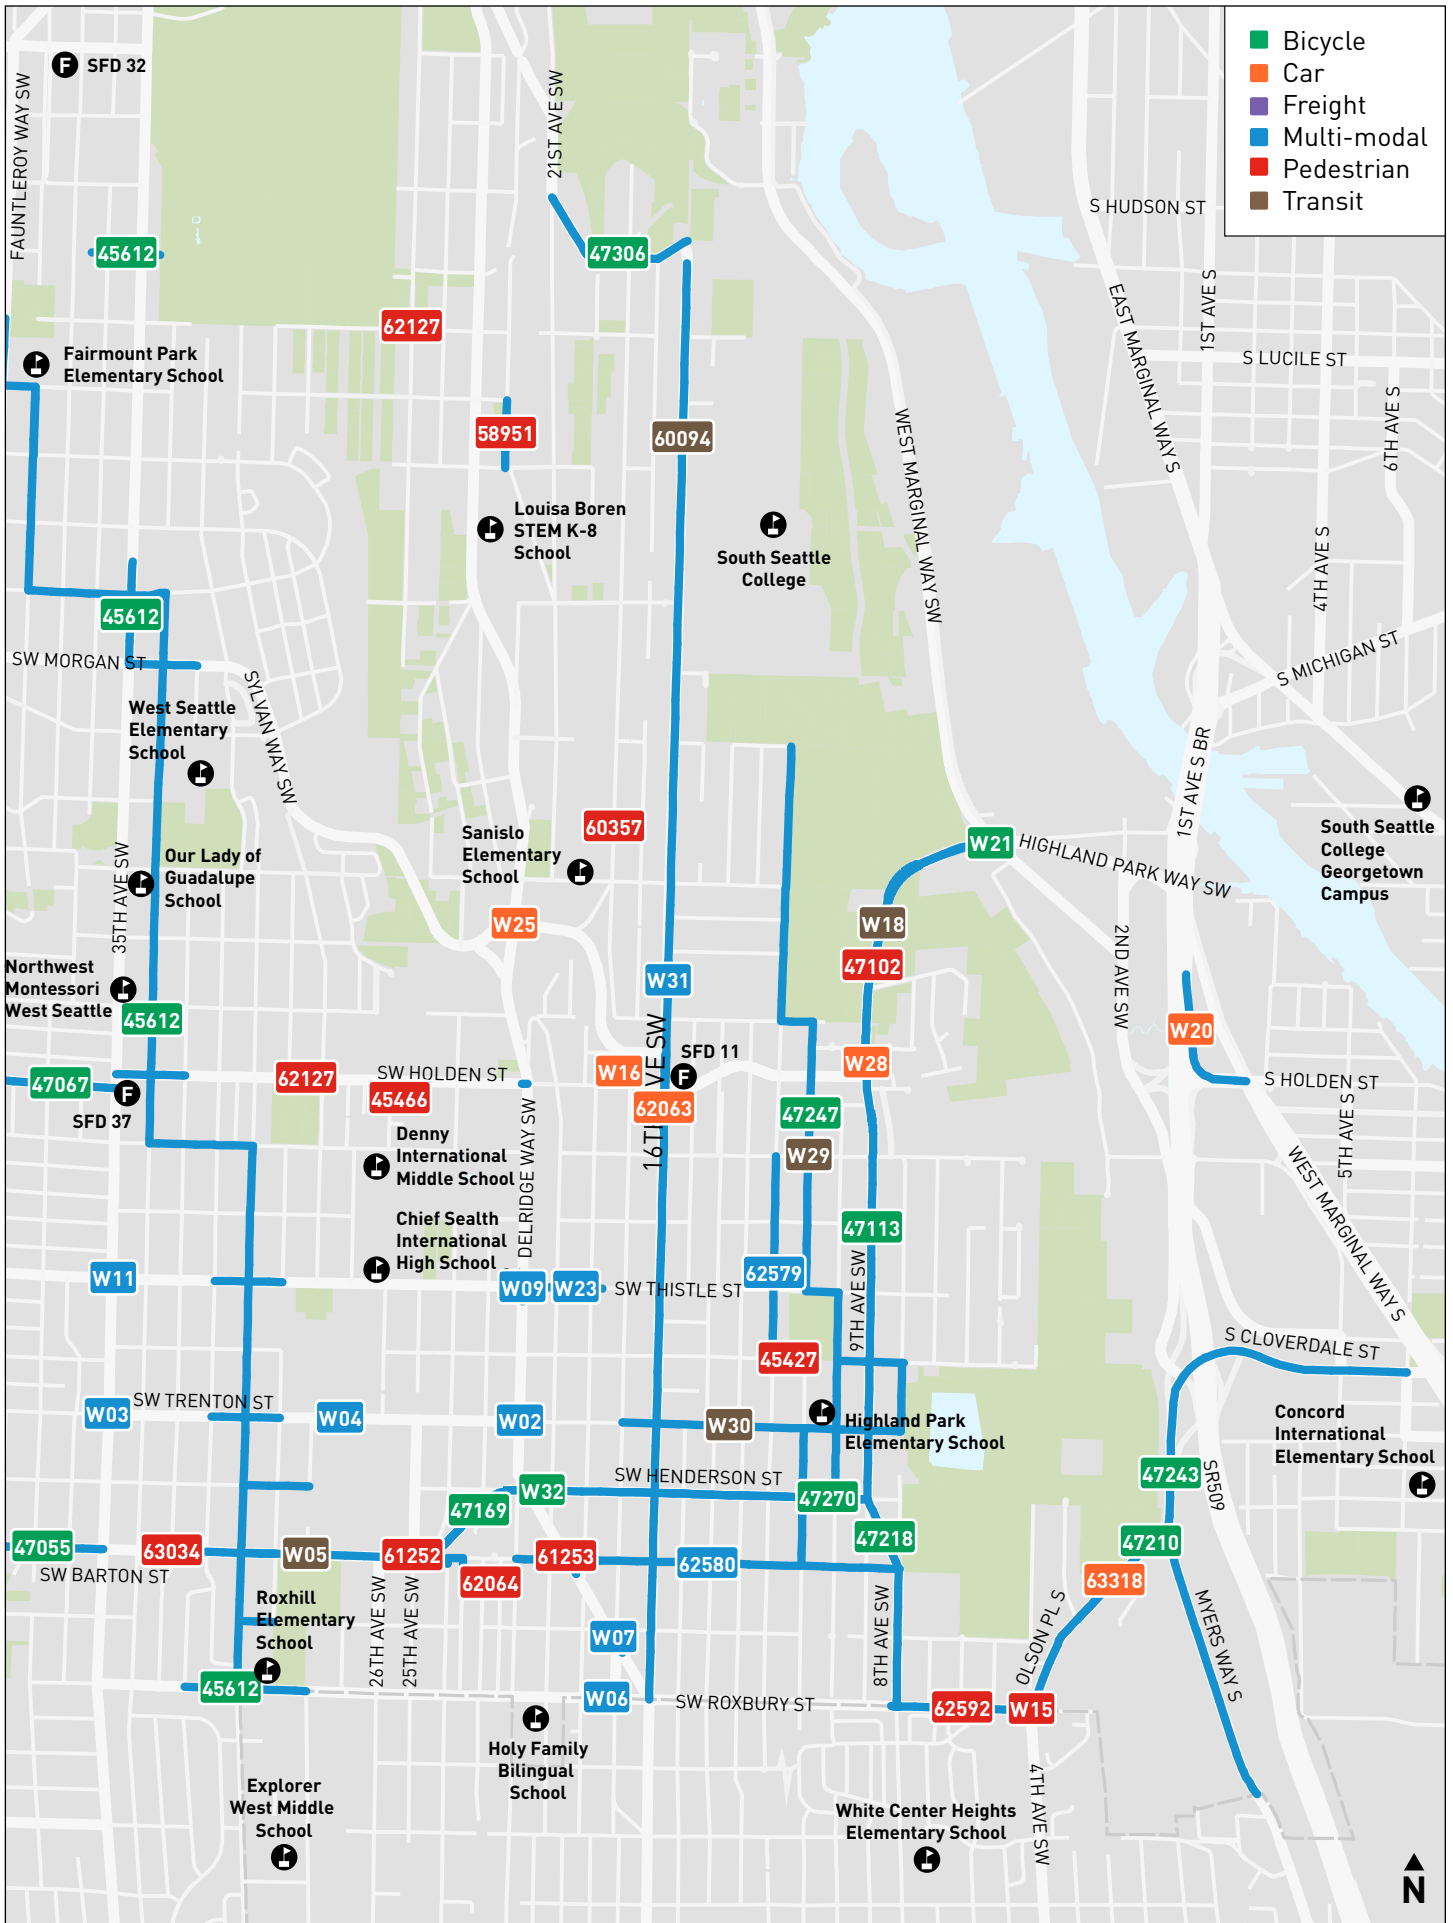 Bicycle
Car
Freight
Multi-modal
Pedestrian
Transit
F
SFD 32
FAUNTLEROY WAY SW
21ST AVE SW
S HUDSON ST
45612
47306
EAST MARGINAL WAY S
1ST AVE S
62127
Fairmount Park
Elementary School
S LUCILE ST
6TH AVE S
58951
60094
WEST MARGINAL WAY SW
Louisa Boren
STEM K-8
School
South Seattle
College
4TH AVE S
45612
SW MORGAN ST
S MICHIGAN ST
SYLVAN WAY SW
West Seattle
Elementary
School
1ST AVE S BR
60357
Sanislo
Elementary
School
South Seattle
College
Georgetown
Campus
W21
HIGHLAND PARK WAY SW
35TH AVE SW
Our Lady of
Guadalupe
School
W25
W18
2ND AVE SW
47102
Northwest
Montessori
West Seattle
W31
45612
W20
16TH AVE SW
SFD 11
F
W28
W16
47067
F
SFD 37
62127
SW HOLDEN ST
45466
S HOLDEN ST
62063
47247
5TH AVE S
Denny
International
Middle School
DELRIDGE WAY SW
W29
WEST MARGINAL WAY S
Chief Sealth
International
High School
47113
W11
W09
W23
SW THISTLE ST
62579
9TH AVE SW
S CLOVERDALE ST
45427
W03
SW TRENTON ST
W04
W02
W30
Highland Park
Elementary School
Concord
International
Elementary School
SW HENDERSON ST
47243
SR509
W32
47270
47169
47218
47210
47055
63034
W05
61252
61253
62580
SW BARTON ST
62064
63318
Roxhill
Elementary
School
26TH AVE SW
25TH AVE SW
W07
8TH AVE SW
OLSON PL S
MYERS WAY S
45612
W06
SW ROXBURY ST
62592
W15
Holy Family
Bilingual
School
4TH AVE SW
Explorer
West Middle
School
White Center Heights
Elementary School
N